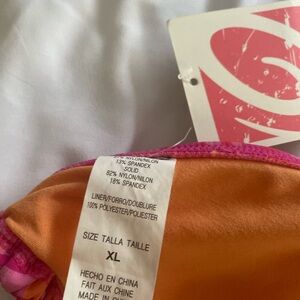 13% SPANDEX
SOLID
82% NYLON/NILON
18% SPANDEX
LINER/FORRO/DOUBLURE
100% POLYESTER/POLIESTER
SIZE TALLA TAILLE
XL
HECHO EN CHINA
FAIT AUX CHINE
MADE IN